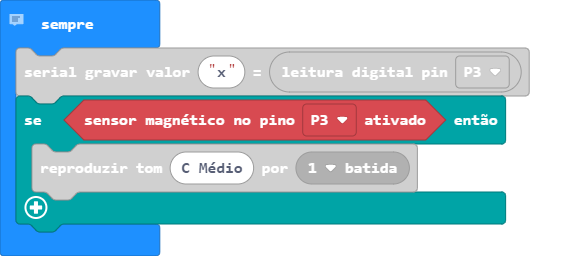 sempre
serial gravar valor "x" = leitura digital pin P3
se sensor magnético no pino P3 ativado então
reproduzir tom C Médio por 1 batida